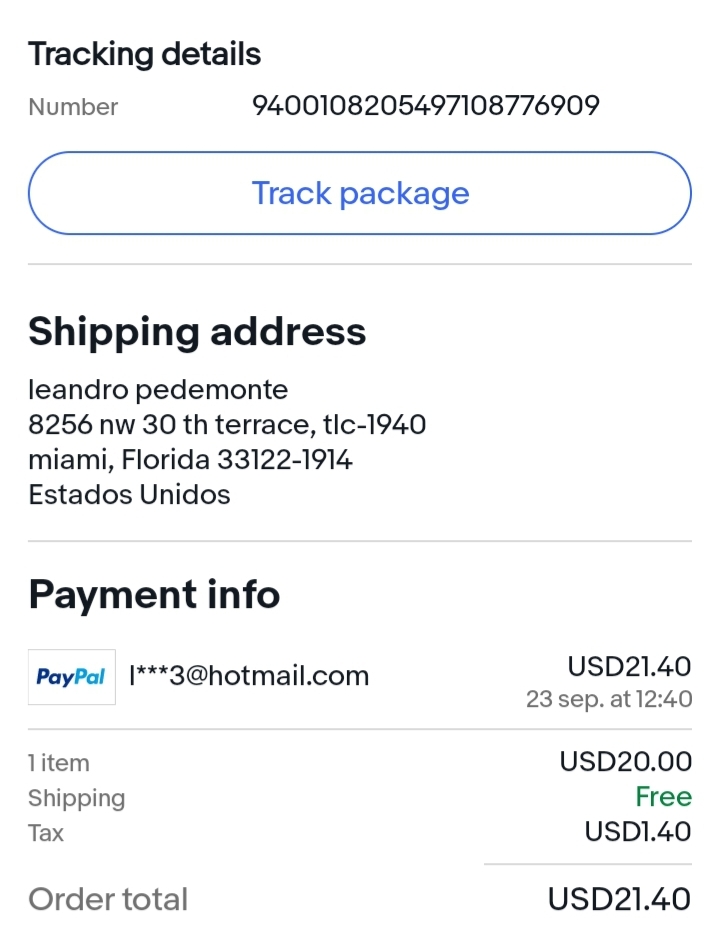 Tracking details
Number 9400108205497108776909
Track package
Shipping address
leandro pedemonte
8256 nw 30 th terrace, tlc-1940
miami, Florida 33122-1914
Estados Unidos
Payment info
PayPal l***3@hotmail.com USD21.40
23 sep. at 12:40
1 item USD20.00
Shipping Free
Tax USD1.40
Order total USD21.40